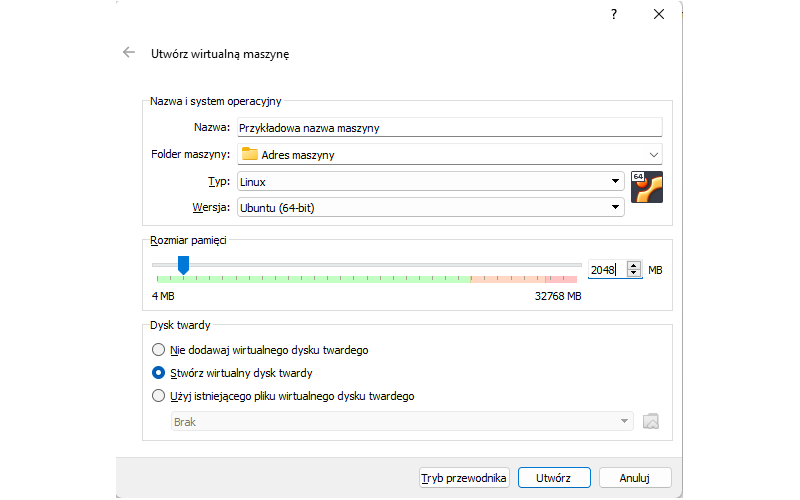 ?
Utwórz wirtualną maszynę
Nazwa i system operacyjny
Nazwa: Przykładowa nazwa maszyny
Folder maszyny: Adres maszyny
Typ: Linux
64
Wersja: Ubuntu (64-bit)
Rozmiar pamięci
2048 MB
4 MB 32768 MB
Dysk twardy
Nie dodawaj wirtualnego dysku twardego
Stwórz wirtualny dysk twardy
Użyj istniejącego pliku wirtualnego dysku twardego
Brak
Tryb przewodnika Utwórz Anuluj